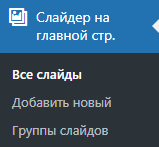 Слайдер на
главной стр.
Все слайды
Добавить новый
Группы слайдов